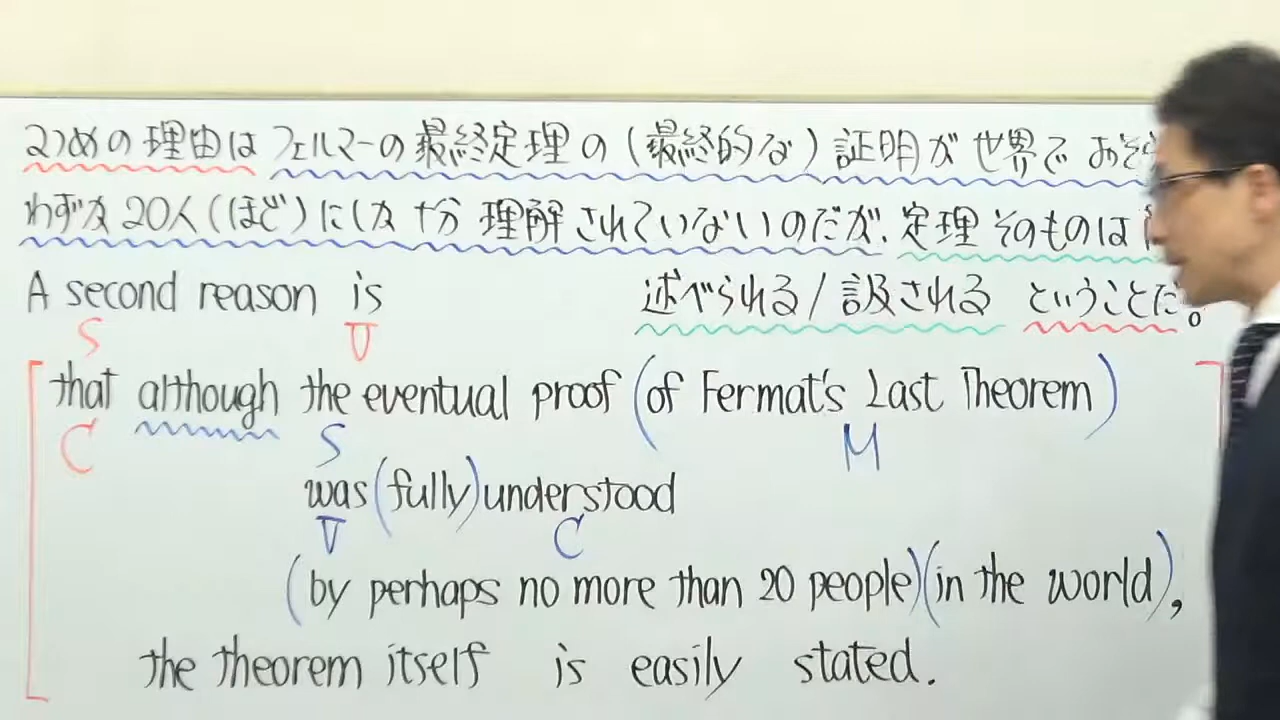 2つめの理由は フェルマーの最終定理の(最終的な)証明が世界で おそ
わずか20人(ほど)にしか十分理解されていないのだが、定理そのものは
A second reason is 述べられる/記される ということだ。
S V
[that although the eventual proof (of Fermat's Last Theorem)]
C S M
was (fully) understood
V C
(by perhaps no more than 20 people)(in the world),
the theorem itself is easily stated.